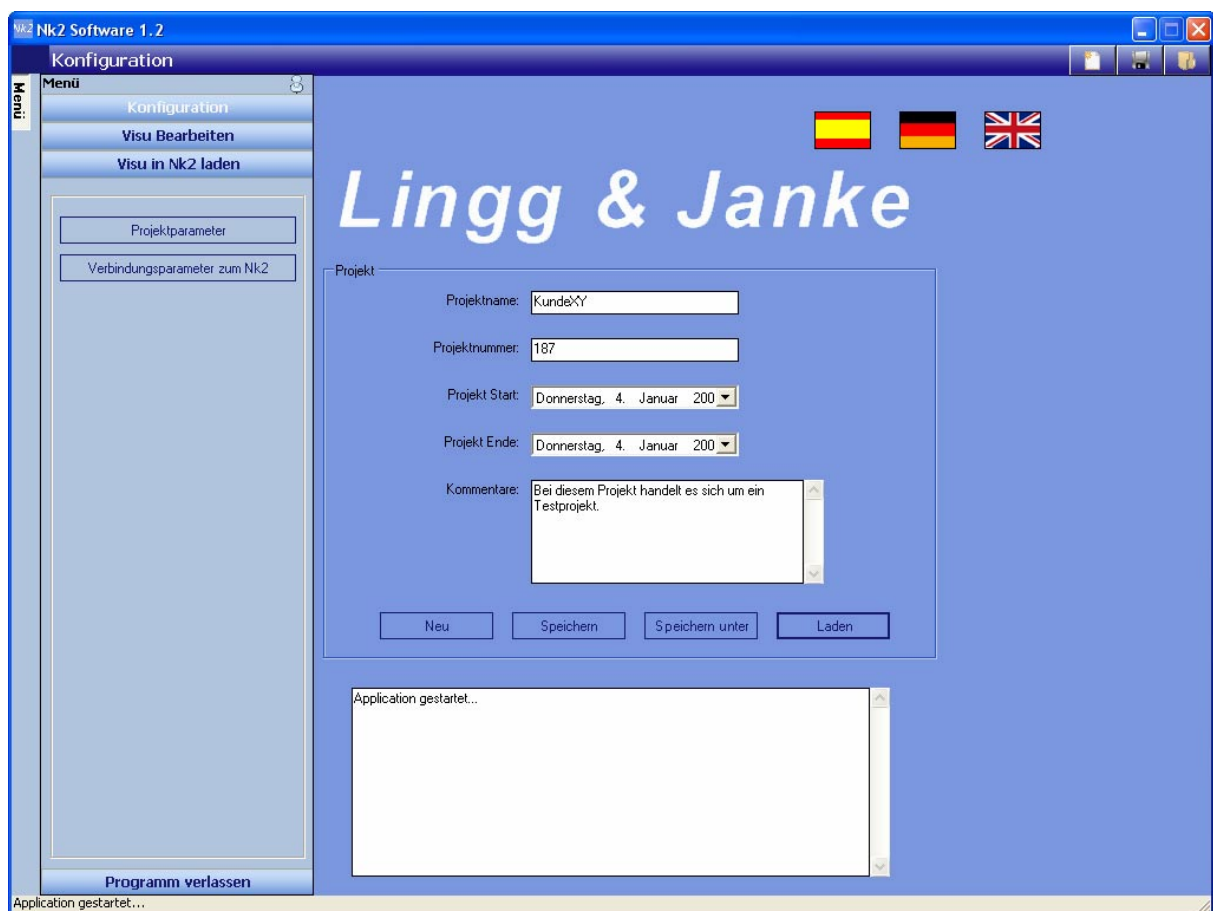 Nk2 Nk2 Software 1.2
Konfiguration
Menü
Menü
Konfiguration
Visu Bearbeiten
Visu in Nk2 laden
Projektparameter
Verbindungsparameter zum Nk2
Programm verlassen
Lingg & Janke
Projekt
Projektname: KundeXY
Projektnummer: 187
Projekt Start: Donnerstag, 4. Januar 200
Projekt Ende: Donnerstag, 4. Januar 200
Kommentare: Bei diesem Projekt handelt es sich um ein
Testprojekt.
Neu Speichern Speichern unter Laden
Application gestartet...
Application gestartet...